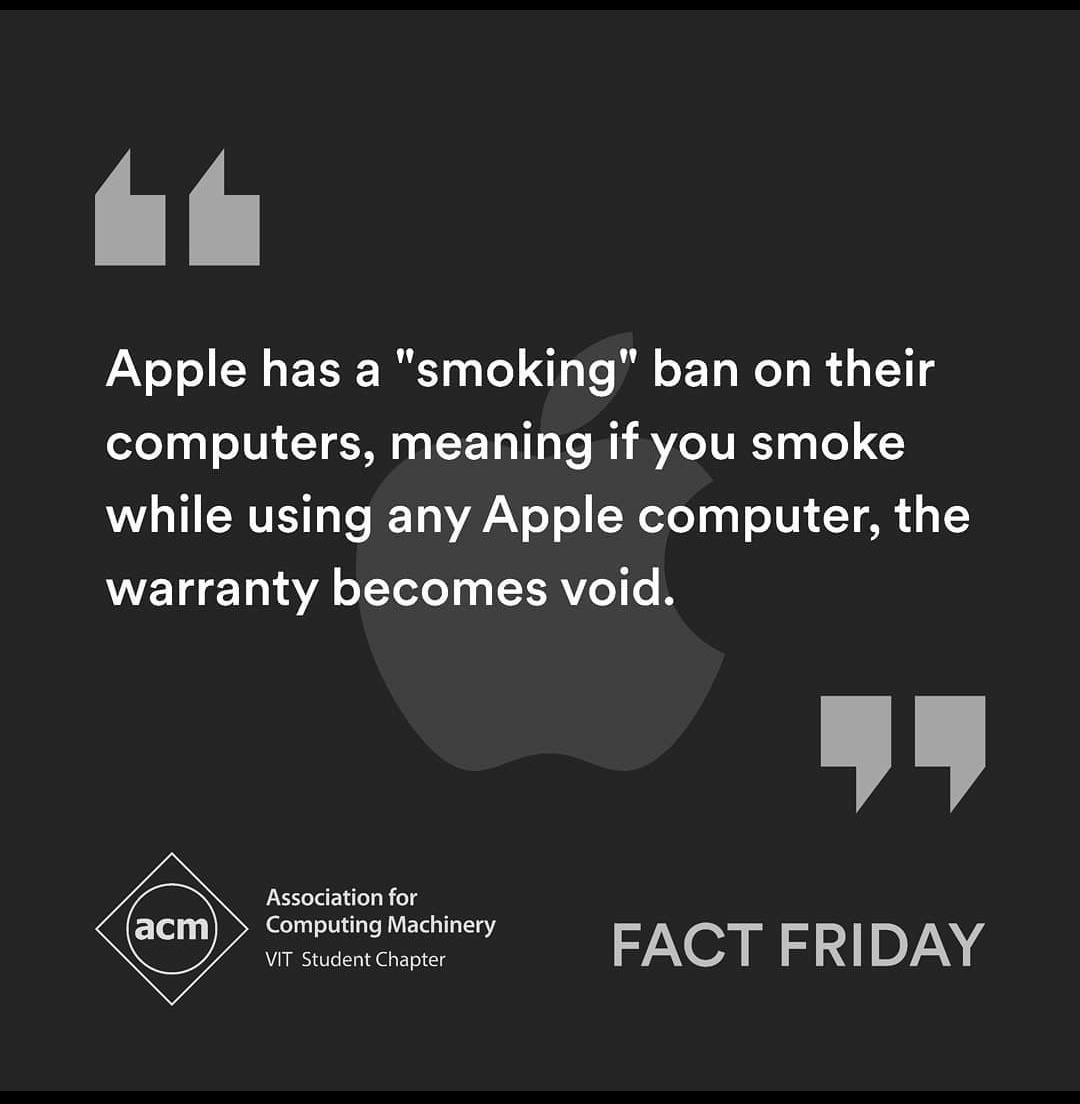 Apple has a "smoking" ban on their
computers, meaning if you smoke
while using any Apple computer, the
warranty becomes void.
acm
Association for
Computing Machinery
VIT Student Chapter
FACT FRIDAY